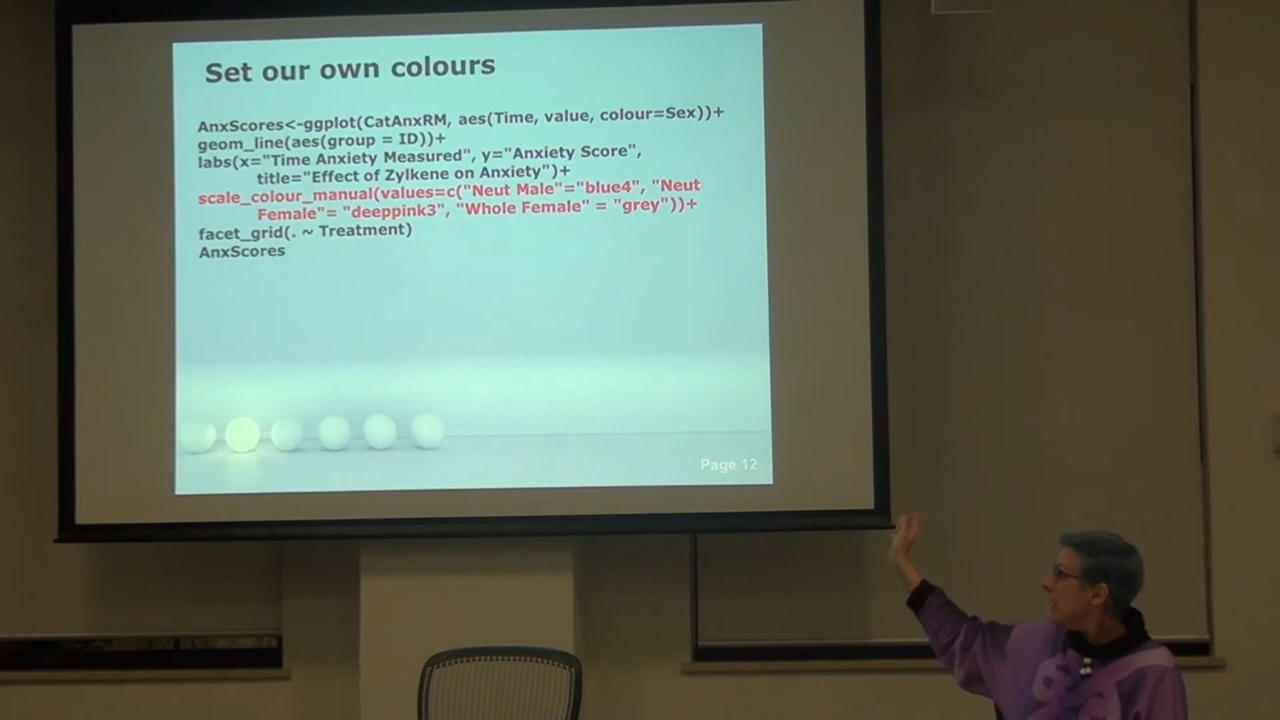 Set our own colours
AnxScores<-ggplot(CatAnxRM, aes(Time, value, colour=Sex))+
geom_line(aes(group = ID))+
labs(x="Time Anxiety Measured", y="Anxiety Score",
title="Effect of Zylkene on Anxiety")+
scale_colour_manual(values=c("Neut Male"="blue4", "Neut
Female"= "deeppink3", "Whole Female" = "grey"))+
facet_grid(. ~ Treatment)
AnxScores
Page 12